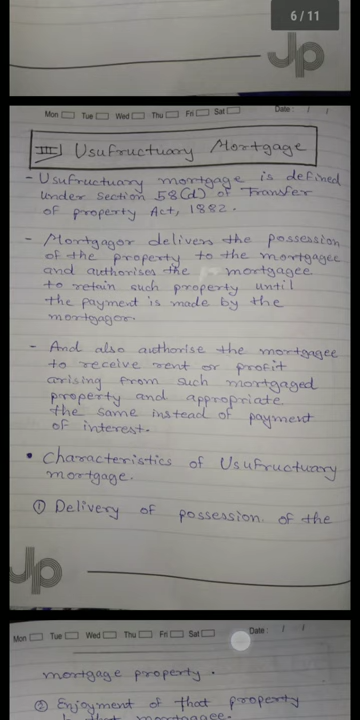 6 / 11
Jp
Mon Tue Wed Thu Fri Sat Date : / /
III] Usufructuary Mortgage
- Usufructuary mortgage is defined
under section 58(d) of Transfer
of property Act, 1882.
- Mortgagor delivers the possession
of the property to the mortgagee
and authorises the mortgagee
to retain such property until
the payment is made by the
mortgagor.
- And also authorise the mortgagee
to receive rent or profit
arising from such mortgaged
property and appropriate
the same instead of payment
of interest.
• Characteristics of Usufructuary
mortgage.
① Delivery of possession of the
Jp
Mon Tue Wed Thu Fri Sat Date : / /
mortgage property.
② Enjoyment of that property
by that mortgagee.